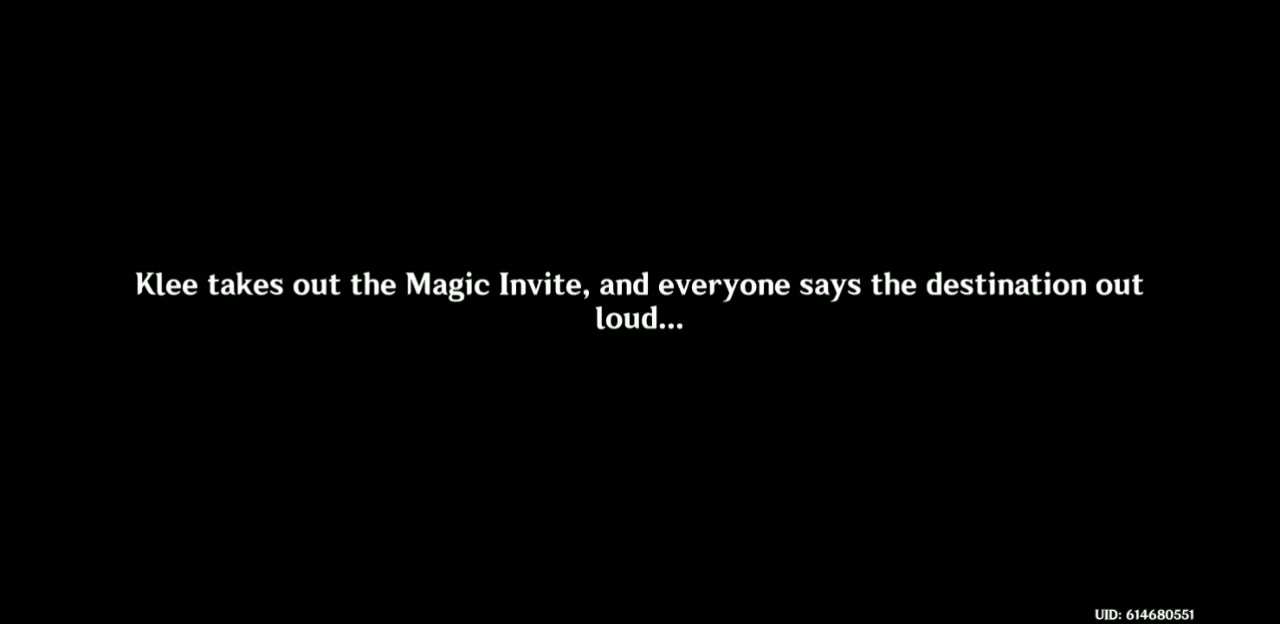 Klee takes out the Magic Invite, and everyone says the destination out
loud...
UID: 614680551